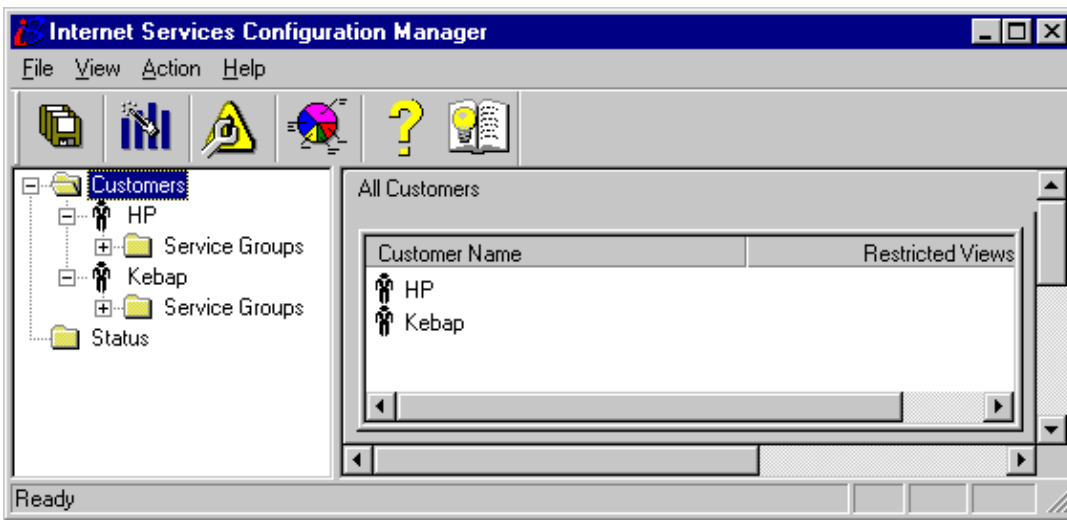 Internet Services Configuration Manager
File View Action Help
Customers
HP
Service Groups
Kebap
Service Groups
Status
All Customers
Customer Name Restricted Views
HP
Kebap
Ready